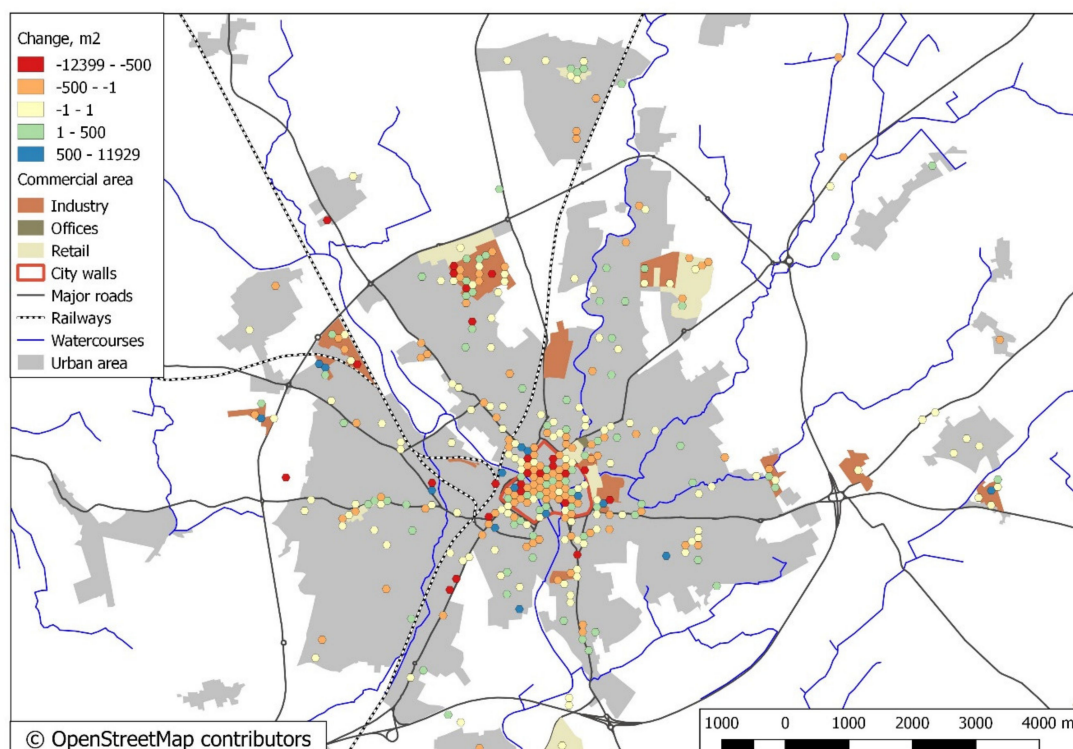 Change, m2
-12399 - -500
-500 - -1
-1 - 1
1 - 500
500 - 11929
Commercial area
Industry
Offices
Retail
City walls
Major roads
Railways
Watercourses
Urban area
© OpenStreetMap contributors
1000 0 1000 2000 3000 4000 m